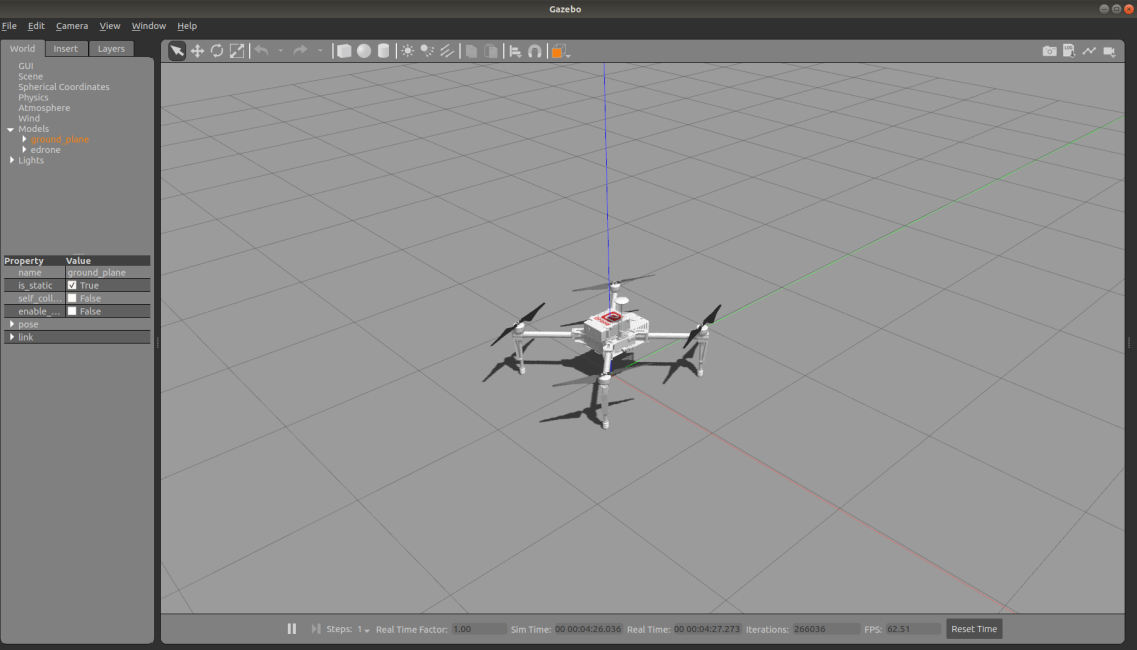 Gazebo
File Edit Camera View Window Help
World Insert Layers
GUI
Scene
Spherical Coordinates
Physics
Atmosphere
Wind
Models
ground_plane
edrone
Lights
Property Value
name ground_plane
is_static True
self_coll... False
enable_... False
pose
link
Steps: 1 Real Time Factor: 1.00 Sim Time: 00 00:04:26.036 Real Time: 00 00:04:27.273 Iterations: 266036 FPS: 62.51 Reset Time